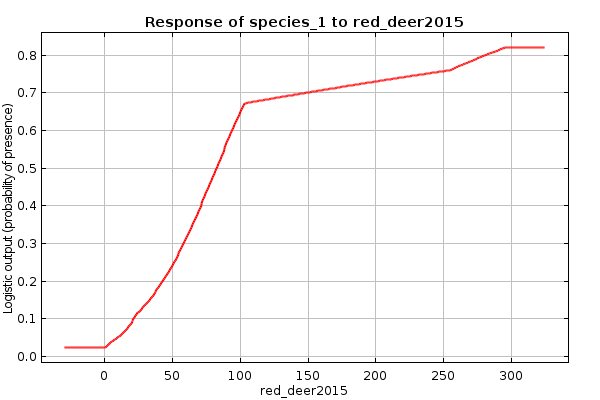 Response of species_1 to red_deer2015
Logistic output (probability of presence)
0.8
0.7
0.6
0.5
0.4
0.3
0.2
0.1
0.0
0 50 100 150 200 250 300
red_deer2015